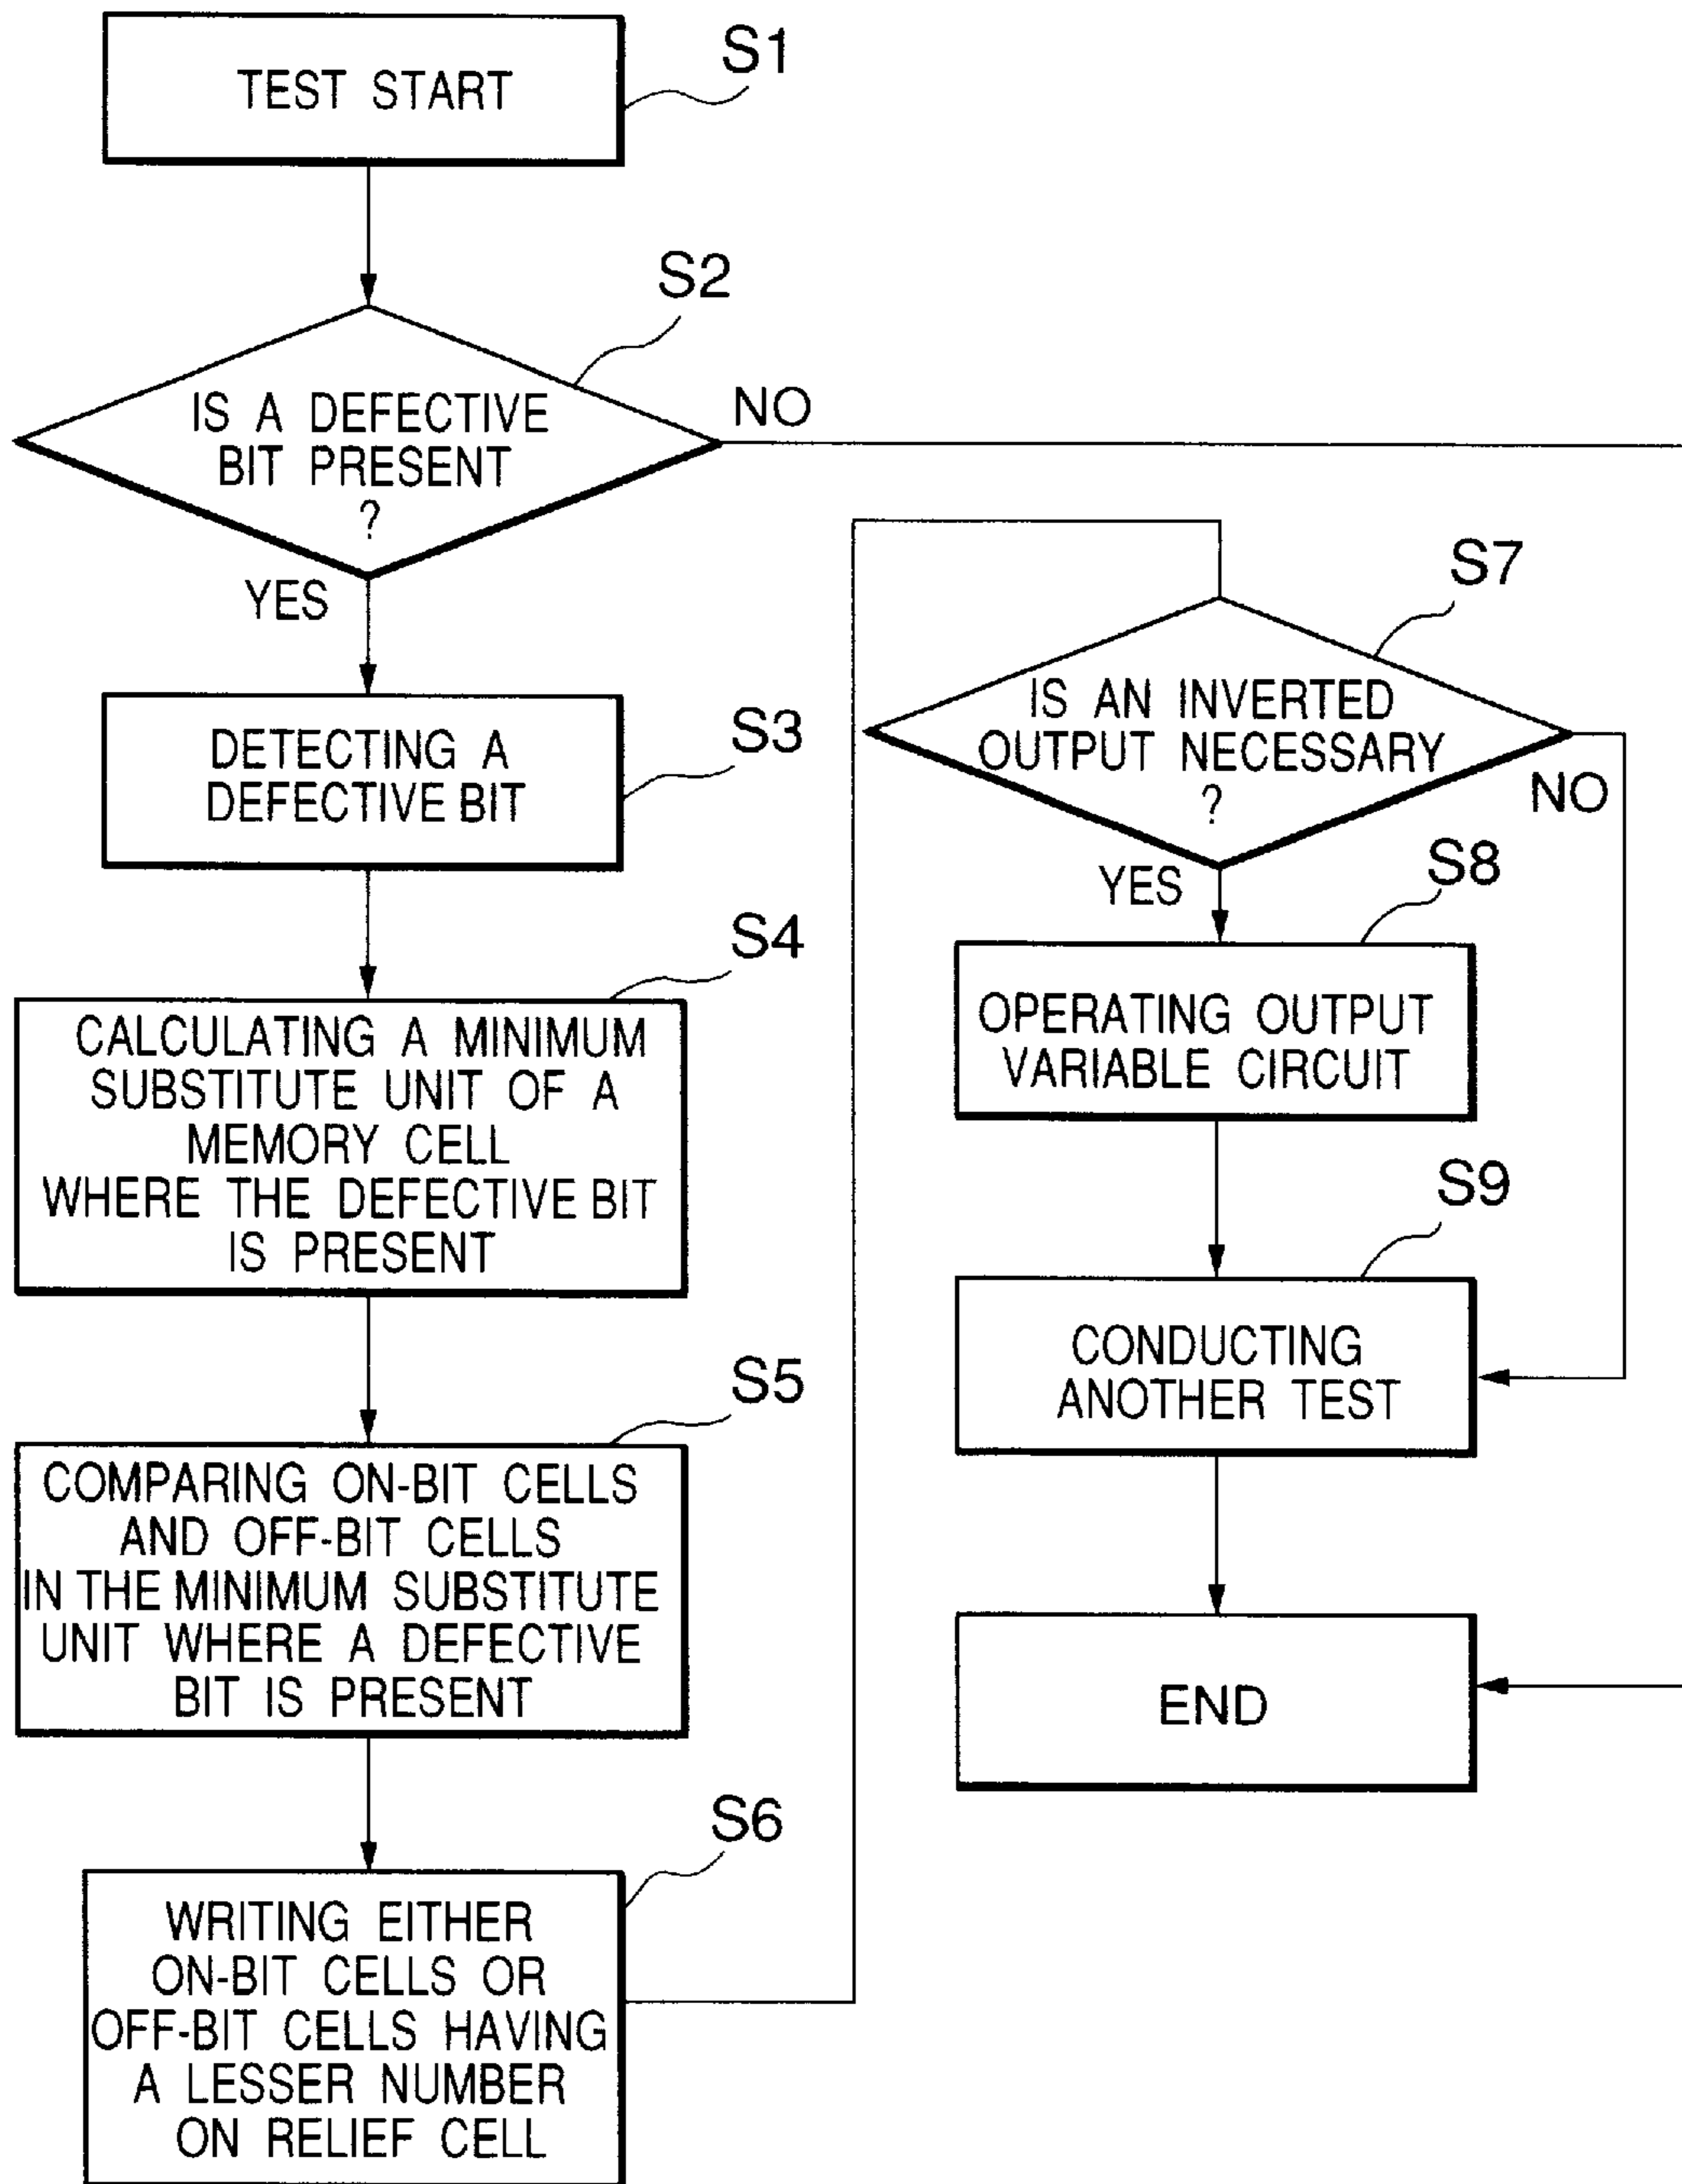 S1
TEST START
S2
IS A DEFECTIVE
BIT PRESENT
?
NO
YES
S3
DETECTING A
DEFECTIVE BIT
S4
CALCULATING A MINIMUM
SUBSTITUTE UNIT OF A
MEMORY CELL
WHERE THE DEFECTIVE BIT
IS PRESENT
S5
COMPARING ON-BIT CELLS
AND OFF-BIT CELLS
IN THE MINIMUM SUBSTITUTE
UNIT WHERE A DEFECTIVE
BIT IS PRESENT
S6
WRITING EITHER
ON-BIT CELLS OR
OFF-BIT CELLS HAVING
A LESSER NUMBER
ON RELIEF CELL
S7
IS AN INVERTED
OUTPUT NECESSARY
?
NO
YES
S8
OPERATING OUTPUT
VARIABLE CIRCUIT
S9
CONDUCTING
ANOTHER TEST
END